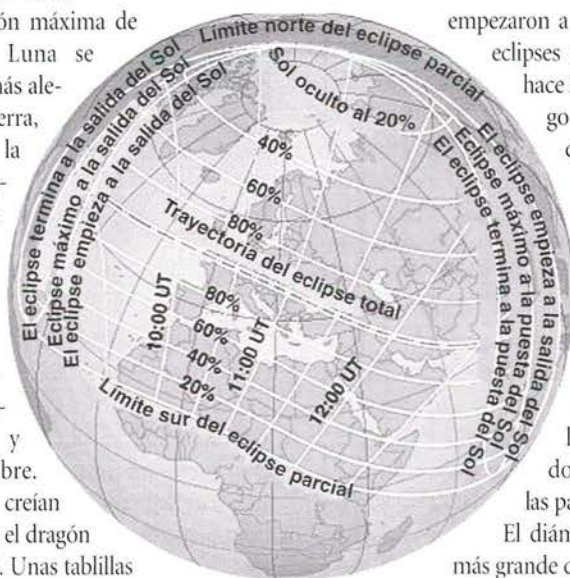 ón máxima de
Luna se
nás ale-
erra,
la
y
bre.
creían
el dragón
. Unas tablillas
Límite norte del eclipse parcial
Sol oculto al 20%
40%
60%
80%
Trayectoria del eclipse total
80%
60%
40%
20%
Límite sur del eclipse parcial
10:00 UT
11:00 UT
12:00 UT
El eclipse termina a la salida del Sol
Eclipse máximo a la salida del Sol
El eclipse empieza a la salida del Sol
El eclipse empieza a la salida del Sol
Eclipse máximo a la puesta del Sol
El eclipse termina a la puesta del Sol
empezaron a
eclipses
hace
go
do
las pa
El diám
más grande d